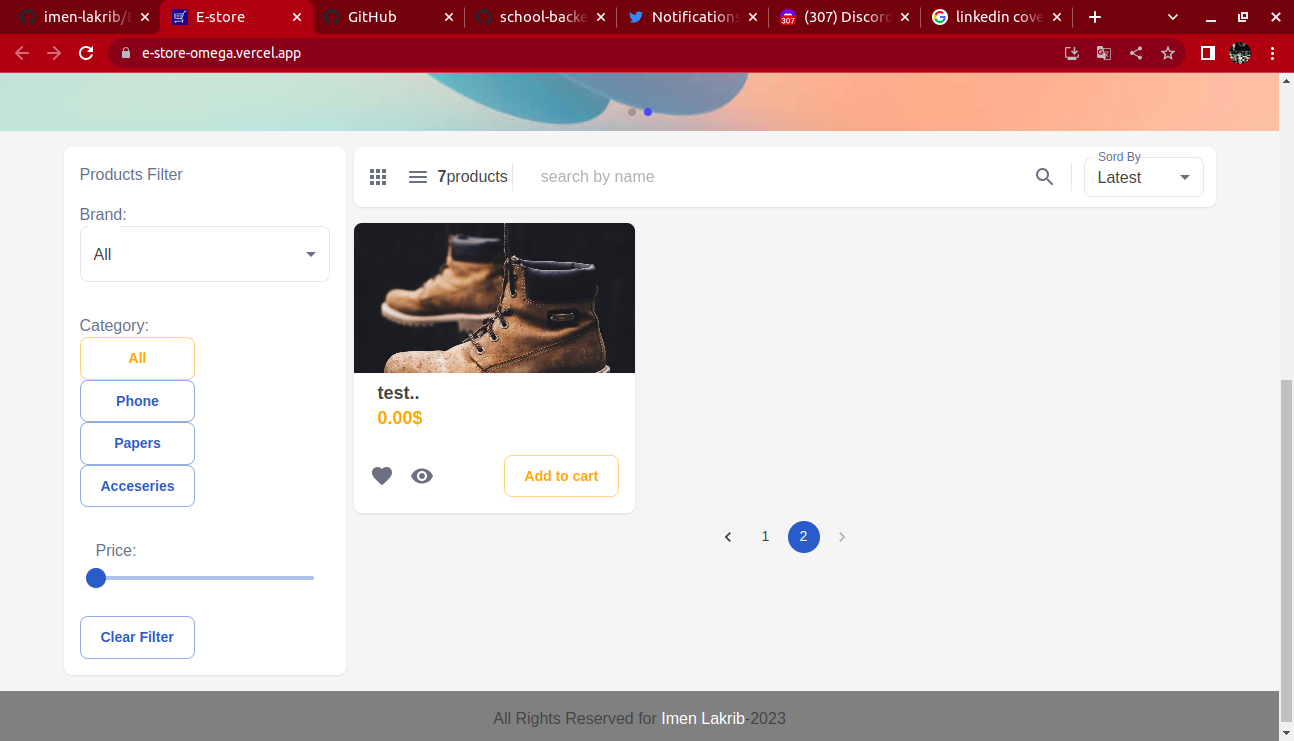 imen-lakrib/E
E-store
GitHub
school-backe
Notifications
(307) Discord
linkedin cove
e-store-omega.vercel.app
Products Filter
Brand:
All
Category:
All
Phone
Papers
Acceseries
Price:
Clear Filter
7products
search by name
Sord By
Latest
test..
0.00$
Add to cart
1
2
All Rights Reserved for Imen Lakrib-2023